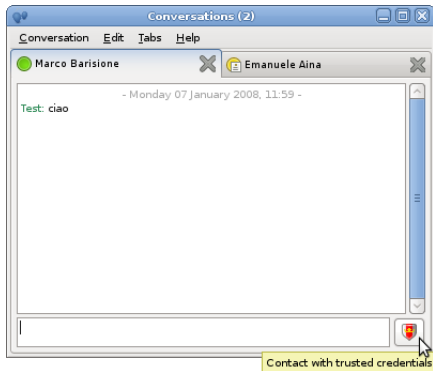 Conversations (2)
Conversation Edit Tabs Help
Marco Barisione Emanuele Aina
- Monday 07 January 2008, 11:59 -
Test: ciao
Contact with trusted credentials